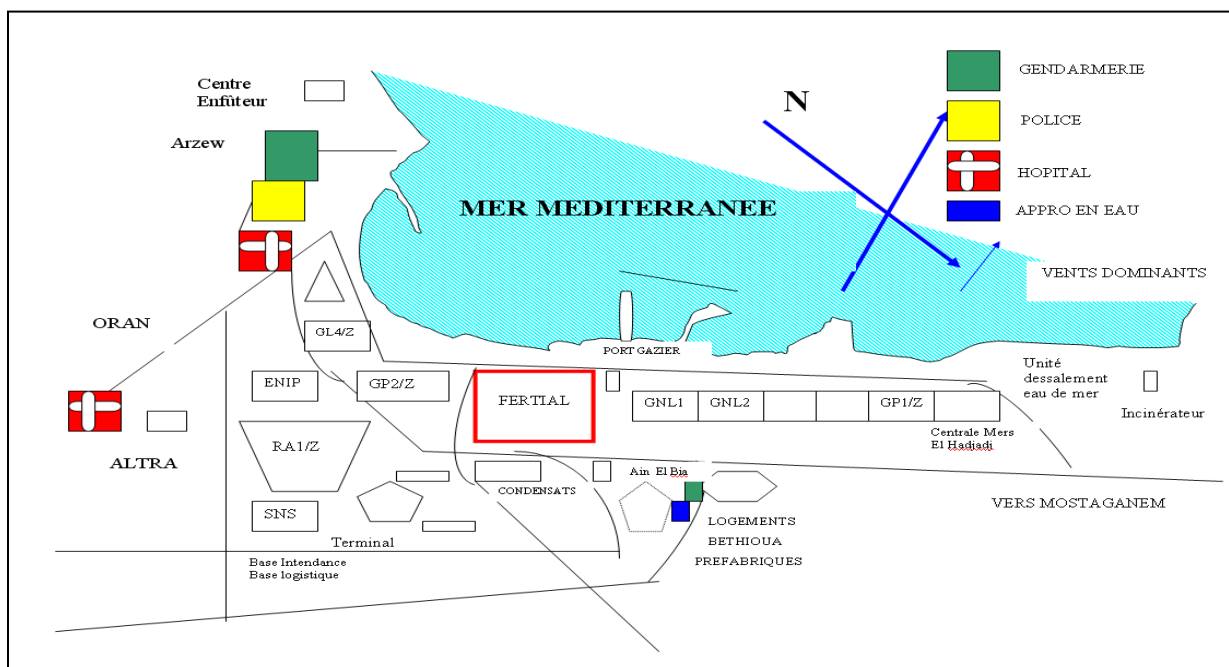 Centre
Enfûteur
Arzew
N
GENDARMERIE
POLICE
HOPITAL
APPRO EN EAU
MER MEDITERRANEE
VENTS DOMINANTS
ORAN
GL4/Z
PORT GAZIER
ENIP
GP2/Z
FERTIAL
GNL1
GNL2
GP1/Z
Unité
dessalement
eau de mer
Incinérateur
Centrale Mers
El Hadjadj
ALTRA
RA1/Z
CONDENSATS
Ain El Bia
VERS MOSTAGANEM
SNS
Terminal
LOGEMENTS
BETHIOUA
PREFABRIQUES
Base Intendance
Base logistique